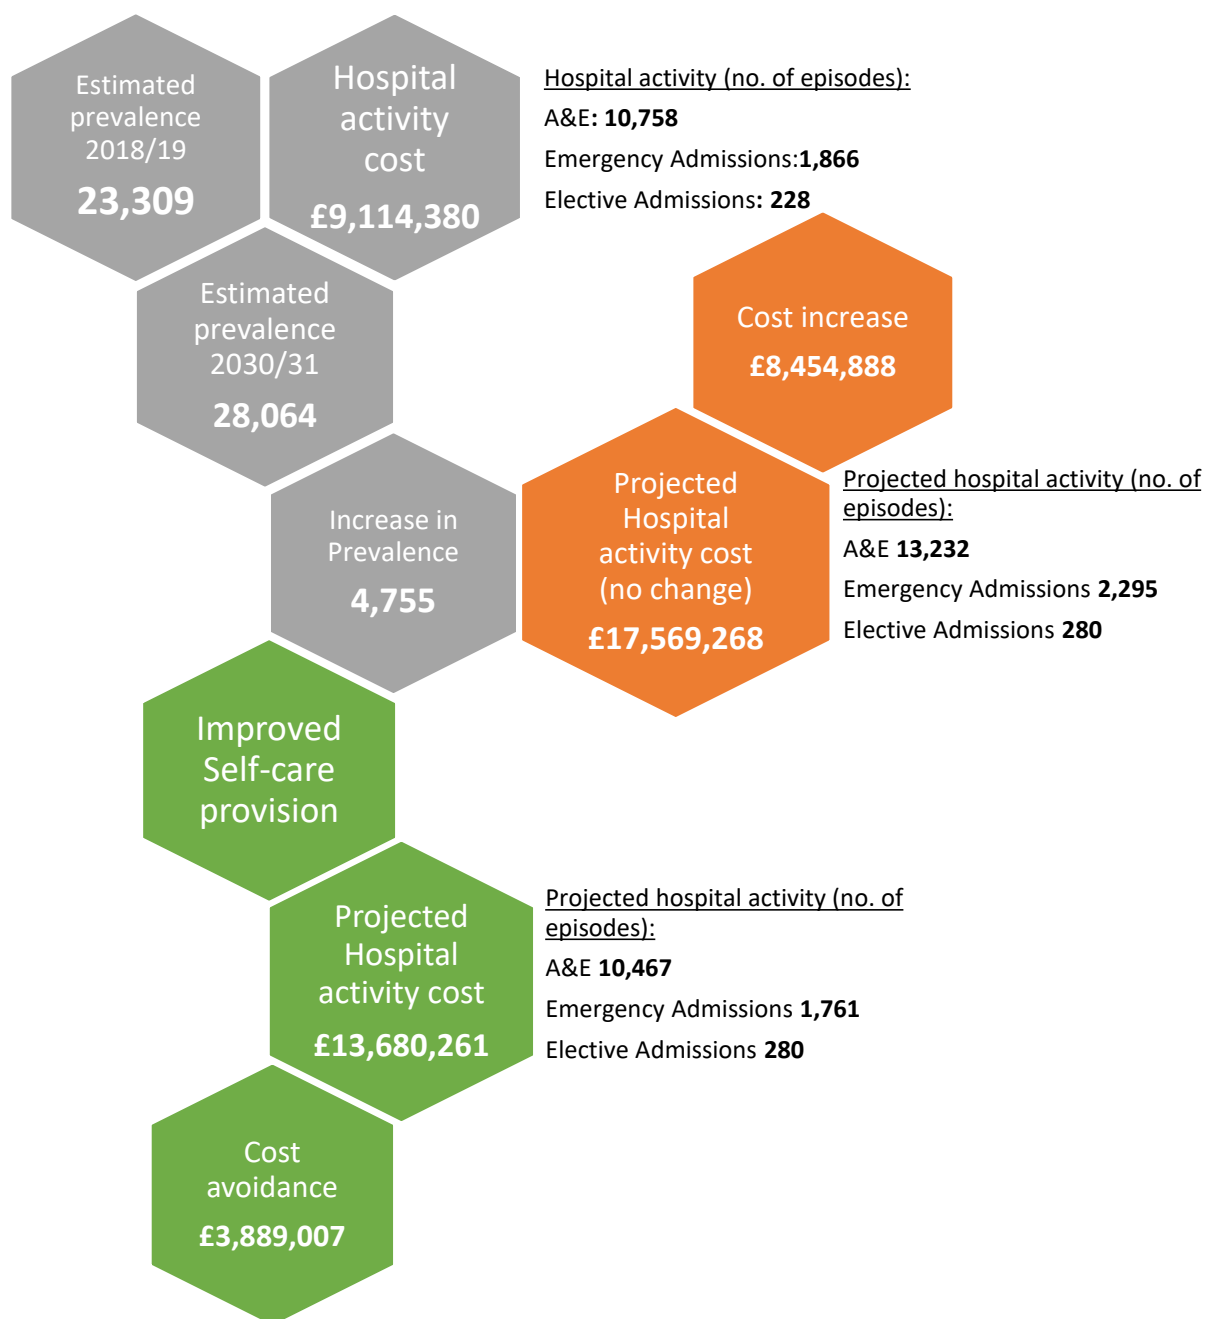 Estimated
prevalence
2018/19
23,309
Hospital
activity
cost
£9,114,380
Hospital activity (no. of episodes):
A&E: 10,758
Emergency Admissions:1,866
Elective Admissions: 228
Estimated
prevalence
2030/31
28,064
Cost increase
£8,454,888
Increase in
Prevalence
4,755
Projected
Hospital
activity cost
(no change)
£17,569,268
Projected hospital activity (no. of
episodes):
A&E 13,232
Emergency Admissions 2,295
Elective Admissions 280
Improved
Self-care
provision
Projected
Hospital
activity cost
£13,680,261
Projected hospital activity (no. of
episodes):
A&E 10,467
Emergency Admissions 1,761
Elective Admissions 280
Cost
avoidance
£3,889,007